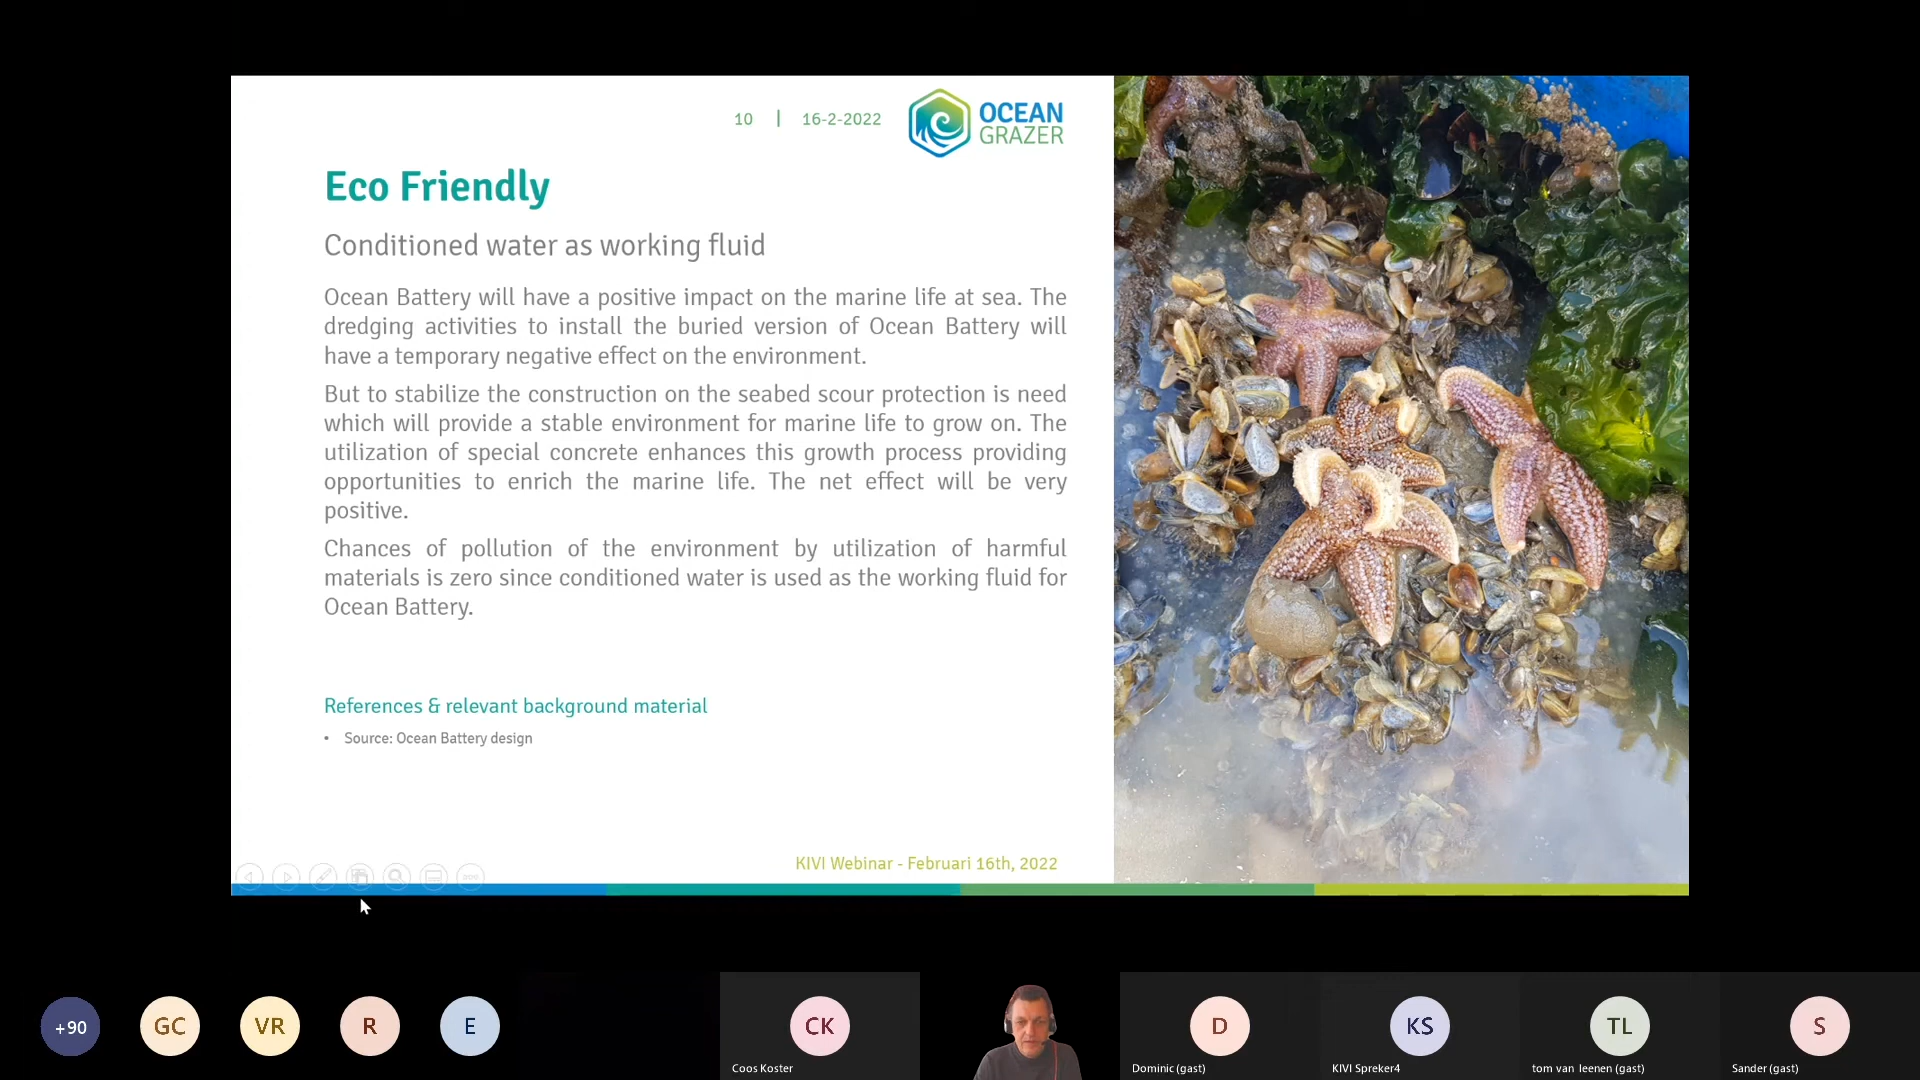 10 | 16-2-2022
OCEAN
GRAZER
Eco Friendly
Conditioned water as working fluid
Ocean Battery will have a positive impact on the marine life at sea. The
dredging activities to install the buried version of Ocean Battery will
have a temporary negative effect on the environment.
But to stabilize the construction on the seabed scour protection is need
which will provide a stable environment for marine life to grow on. The
utilization of special concrete enhances this growth process providing
opportunities to enrich the marine life. The net effect will be very
positive.
Chances of pollution of the environment by utilization of harmful
materials is zero since conditioned water is used as the working fluid for
Ocean Battery.
References & relevant background material
• Source: Ocean Battery design
KIVI Webinar - Februari 16th, 2022
+90
GC
VR
R
E
CK
D
KS
TL
S
Coos Koster
Dominic (gast)
KIVI Spreker4
tom van leenen (gast)
Sander (gast)